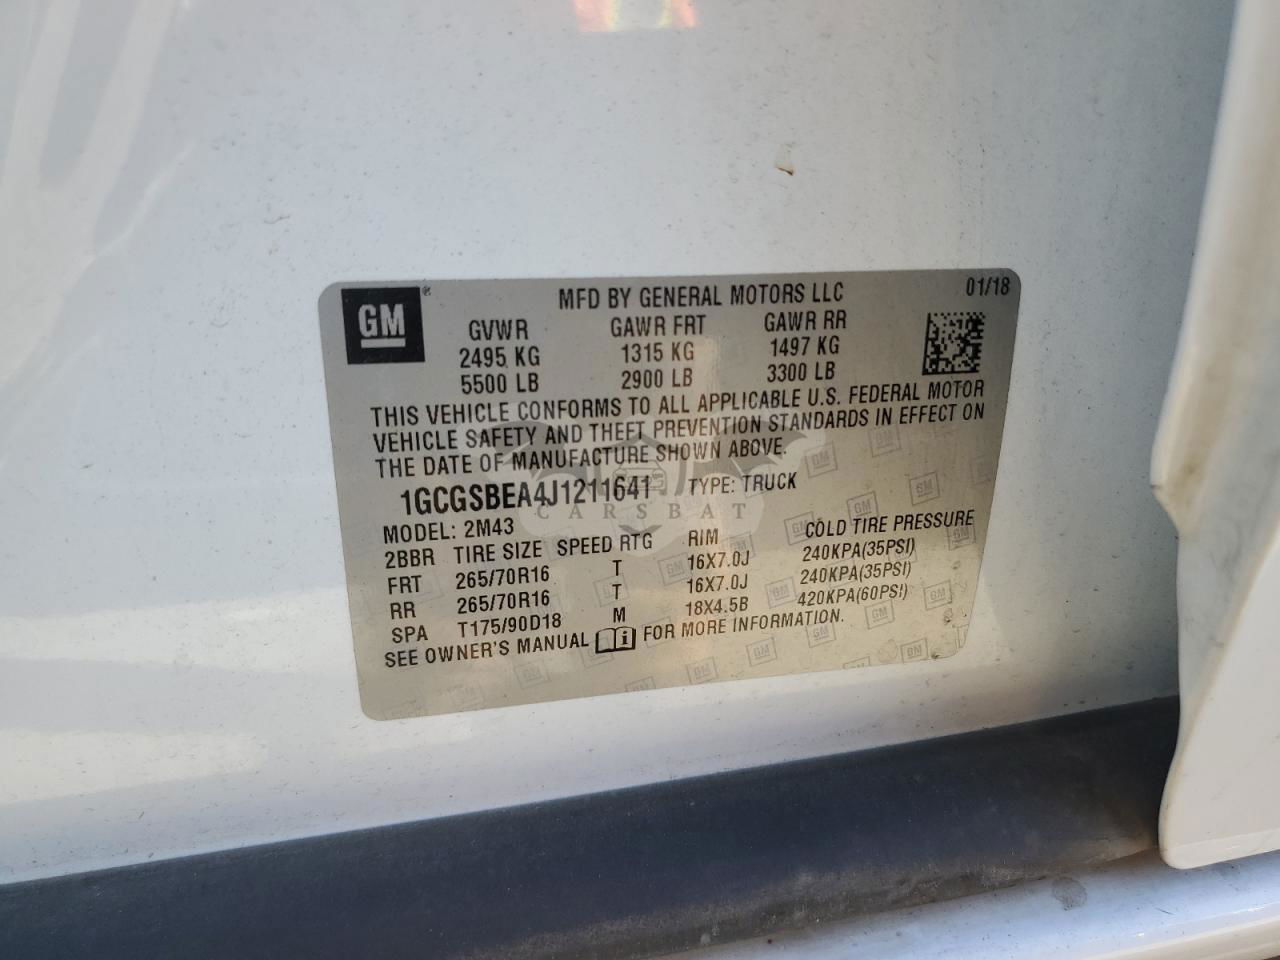 GM® MFD BY GENERAL MOTORS LLC 01/18
GVWR GAWR FRT GAWR RR
2495 KG 1315 KG 1497 KG
5500 LB 2900 LB 3300 LB
THIS VEHICLE CONFORMS TO ALL APPLICABLE U.S. FEDERAL MOTOR
VEHICLE SAFETY AND THEFT PREVENTION STANDARDS IN EFFECT ON
THE DATE OF MANUFACTURE SHOWN ABOVE.
1GCGSBEA4J1211641 TYPE: TRUCK
CARSBAT
MODEL: 2M43
2BBR TIRE SIZE SPEED RTG RIM COLD TIRE PRESSURE
FRT 265/70R16 T 16X7.0J 240KPA(35PSI)
RR 265/70R16 T 16X7.0J 240KPA(35PSI)
SPA T175/90D18 M 18X4.5B 420KPA(60PSI)
SEE OWNER'S MANUAL i FOR MORE INFORMATION.